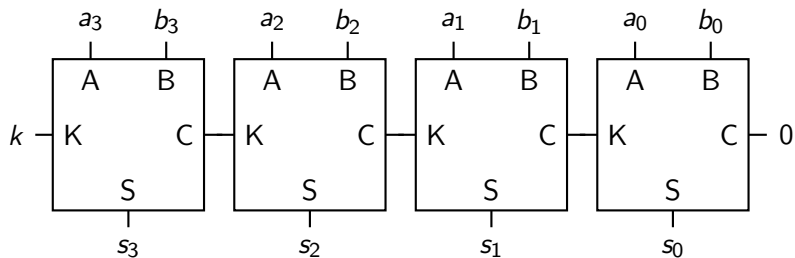 a₃ b₃ a₂ b₂ a₁ b₁ a₀ b₀
A B A B A B A B
k K C K C K C K C 0
S S S S
s₃ s₂ s₁ s₀